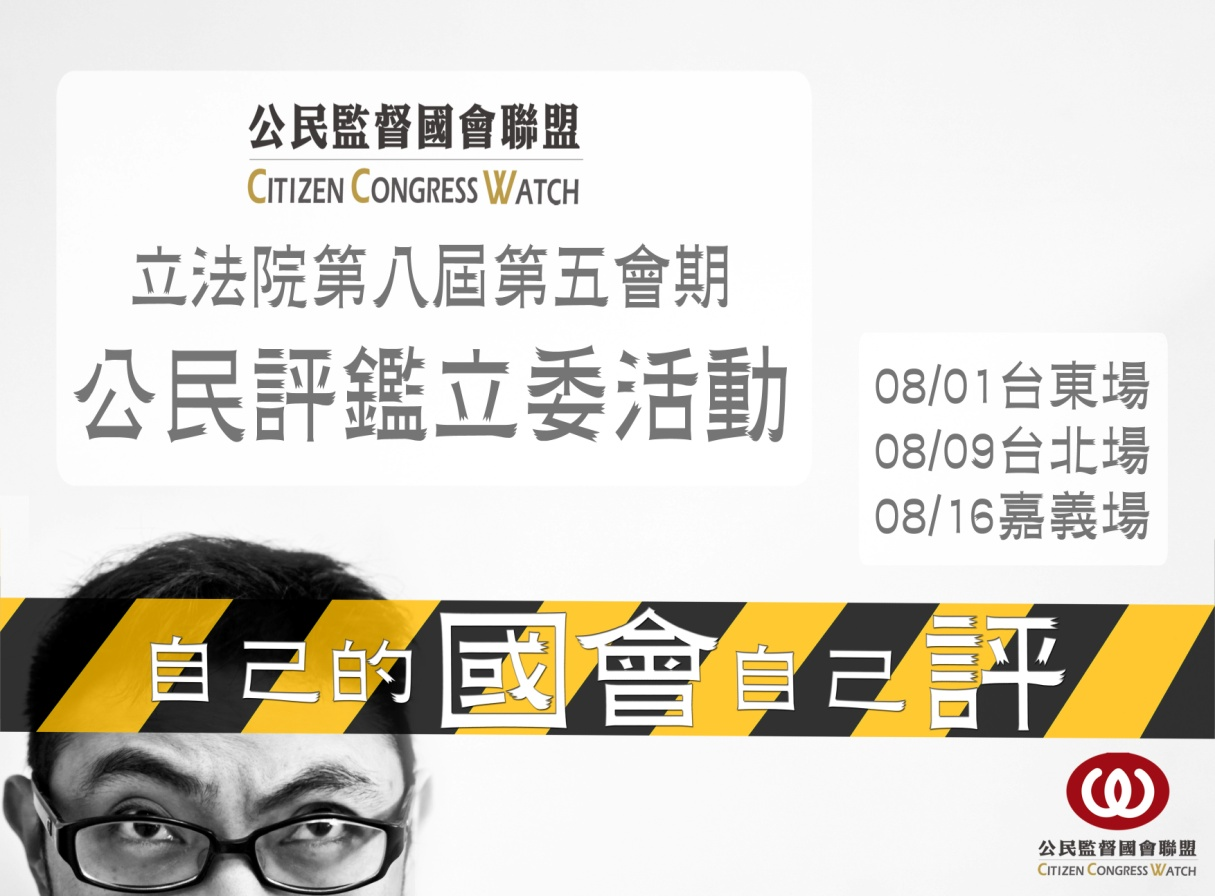 公民監督國會聯盟
CITIZEN CONGRESS WATCH
立法院第八屆第五會期
公民評鑑立委活動
08/01台東場
08/09台北場
08/16嘉義場
自己的國會自己評
公民監督國會聯盟
CITIZEN CONGRESS WATCH